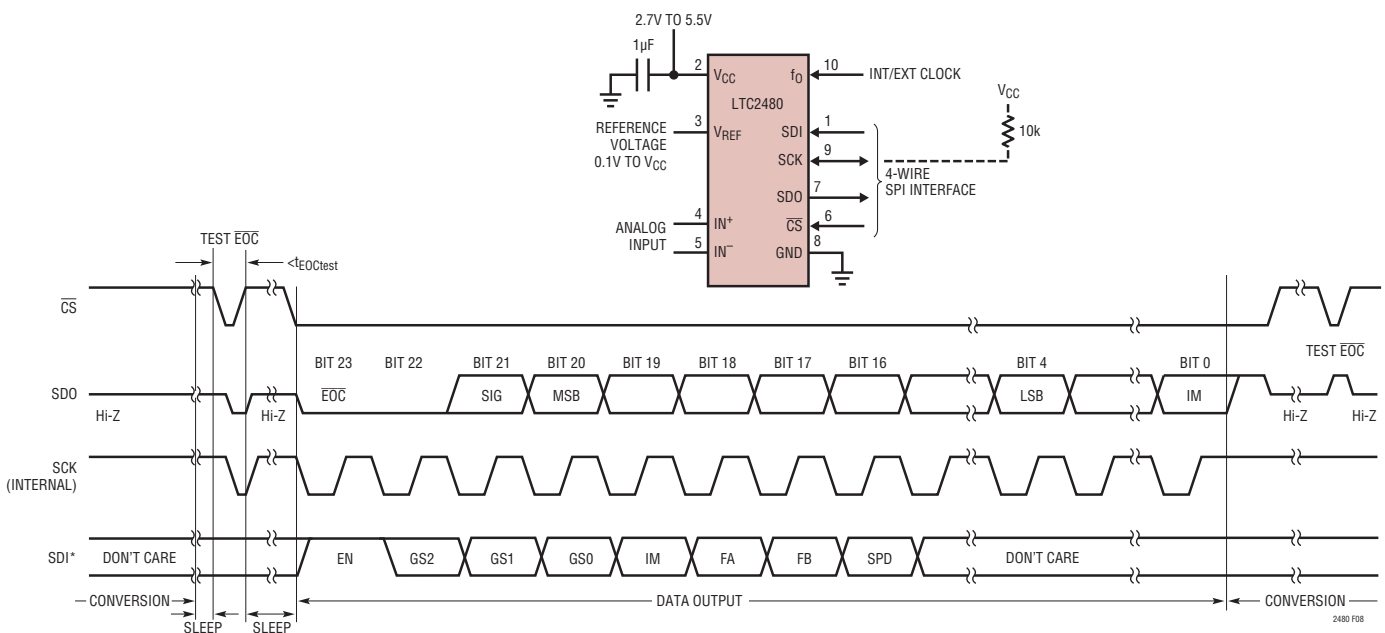 2.7V TO 5.5V
1µF
2 VCC
fO 10 INT/EXT CLOCK
LTC2480
REFERENCE
VOLTAGE
0.1V TO VCC
3 VREF
SDI 1
SCK 9
SDO 7
CS 6
GND 8
4-WIRE
SPI INTERFACE
VCC
10k
ANALOG
INPUT
4 IN+
5 IN–
TEST EOC
<tEOCtest
CS
BIT 23 BIT 22 BIT 21 BIT 20 BIT 19 BIT 18 BIT 17 BIT 16 BIT 4 BIT 0
TEST EOC
SDO
EOC SIG MSB LSB IM
Hi-Z Hi-Z Hi-Z Hi-Z
SCK
(INTERNAL)
SDI* DON'T CARE EN GS2 GS1 GS0 IM FA FB SPD DON'T CARE
CONVERSION DATA OUTPUT CONVERSION
SLEEP SLEEP
2480 F08